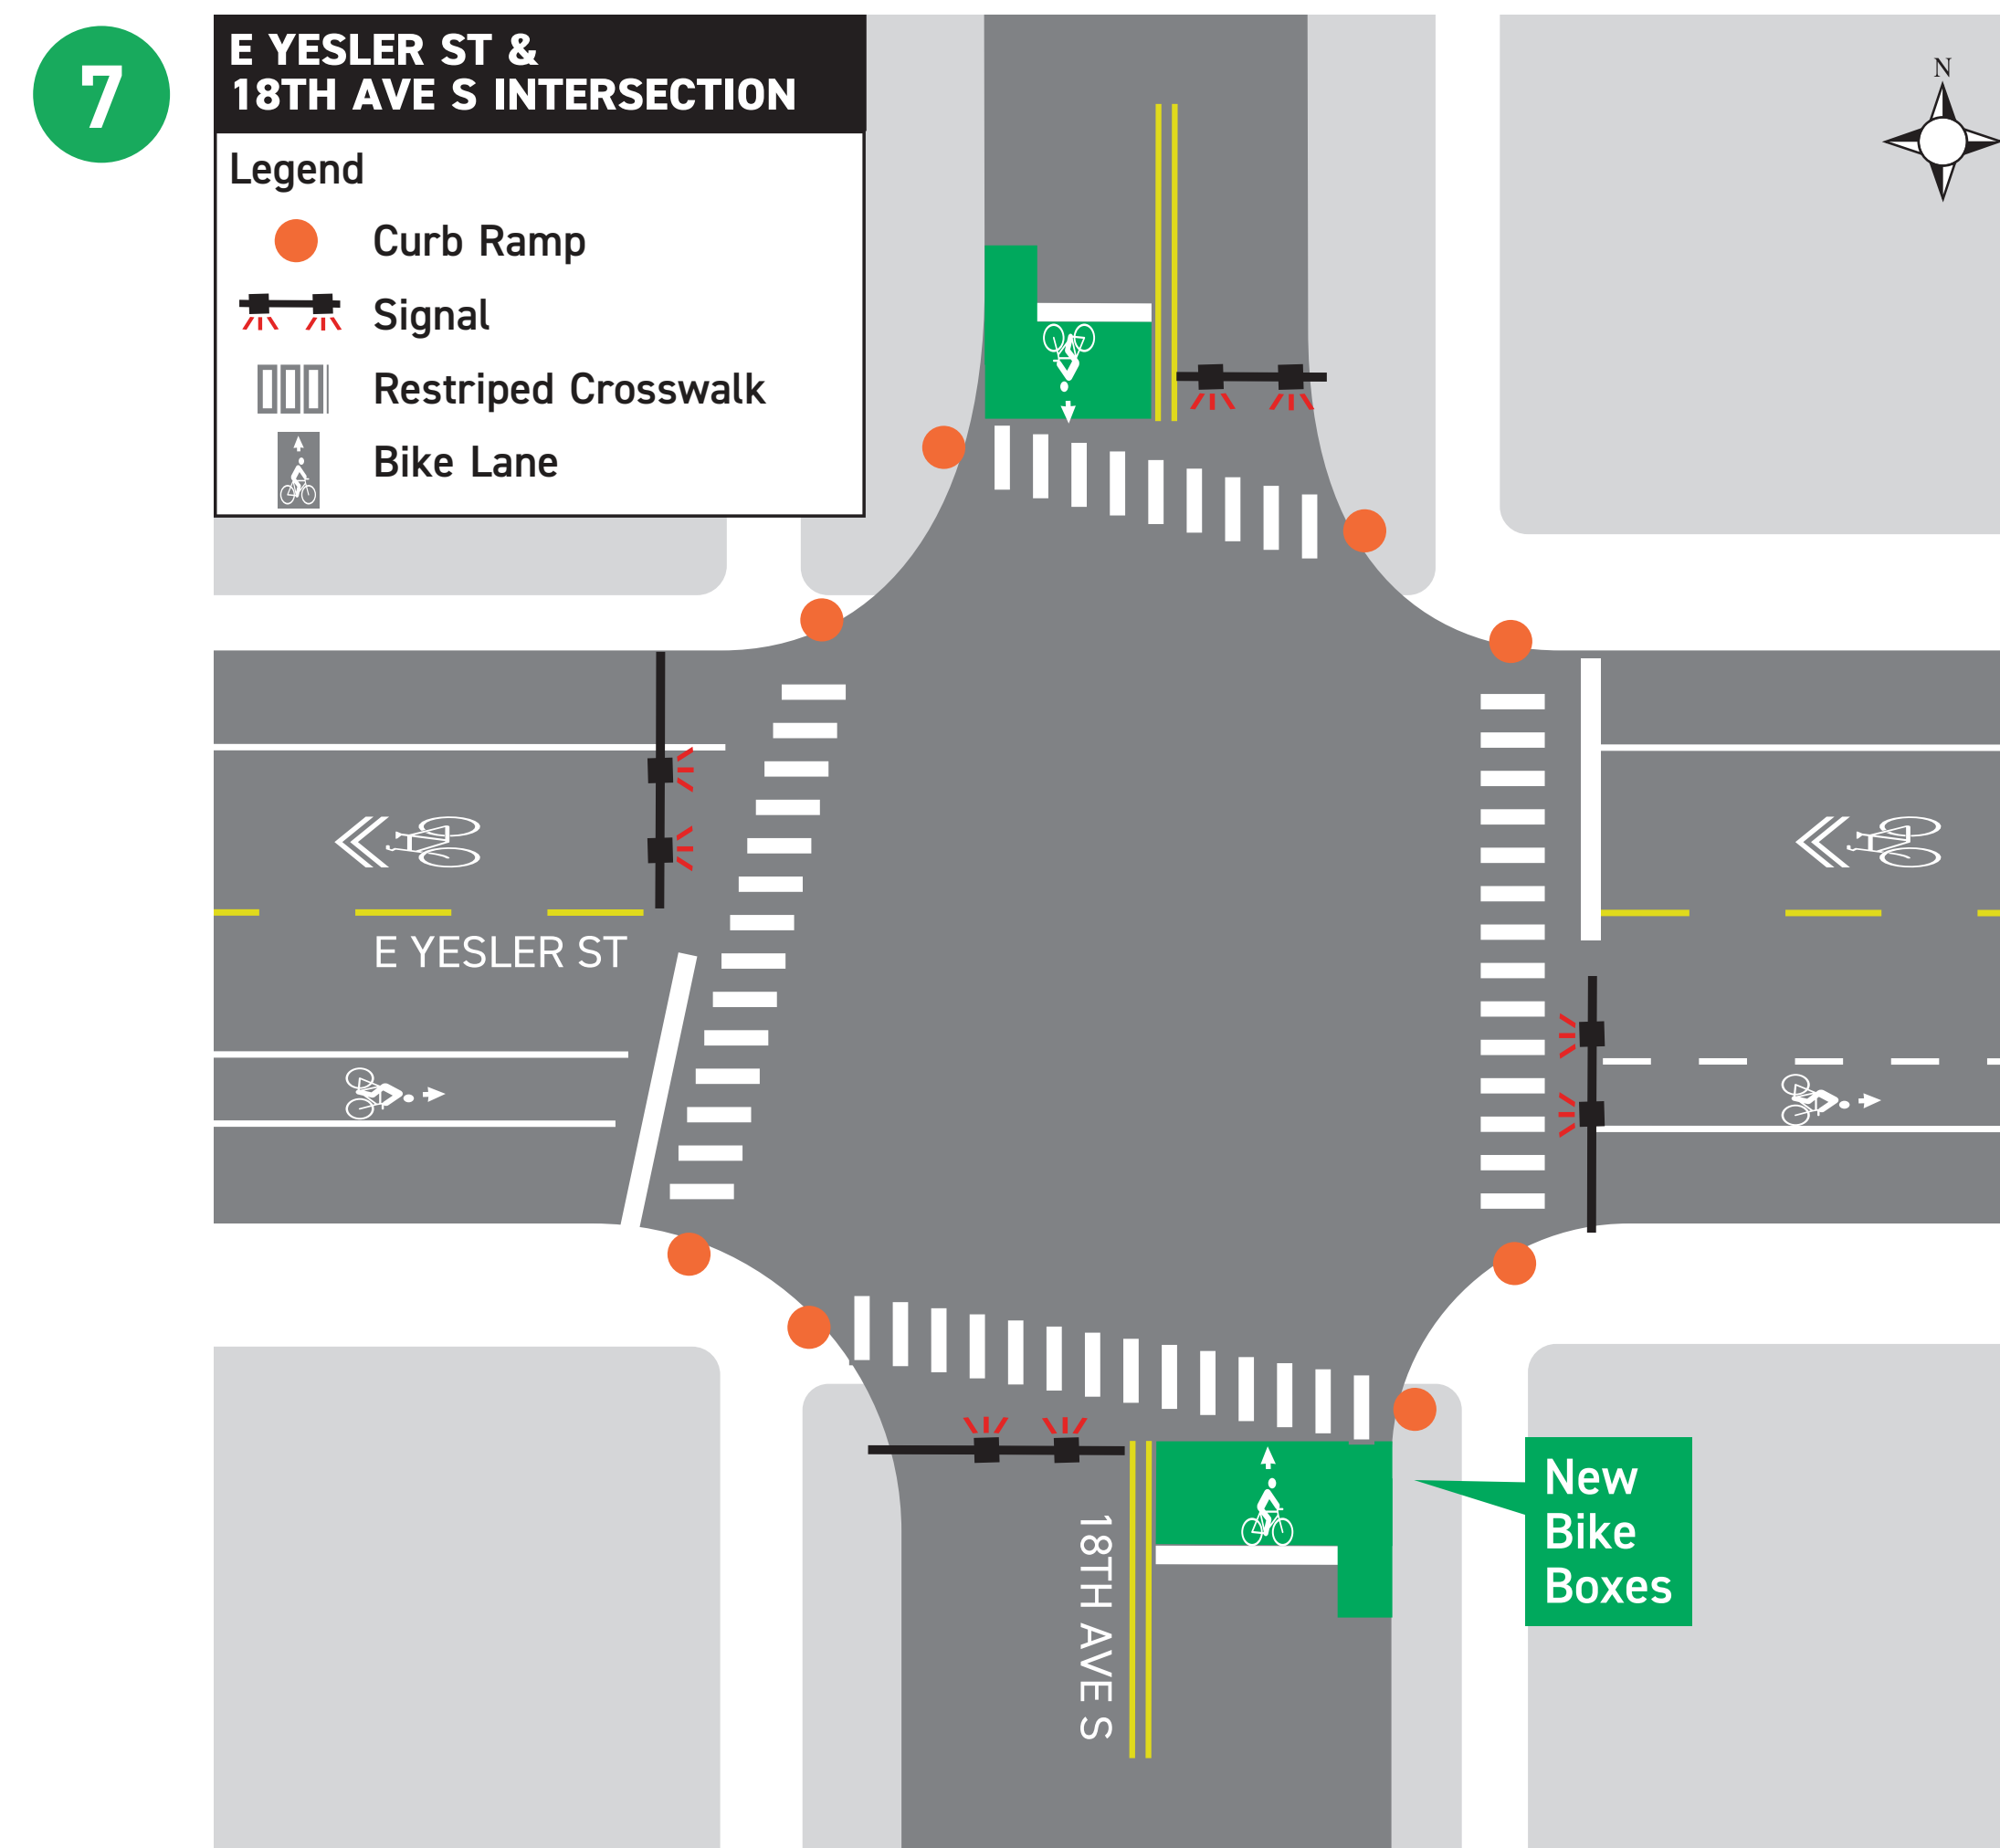 7
E YESLER ST &
18TH AVE S INTERSECTION
Legend
Curb Ramp
Signal
Restriped Crosswalk
Bike Lane
N
E YESLER ST
18TH AVE S
New
Bike
Boxes